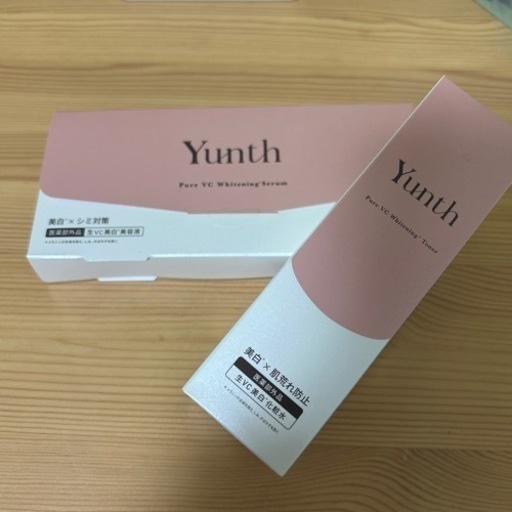 Yunth
Pure VC Whitening* Serum
美白*×シミ対策
医薬部外品 生VC美白*美容液
Yunth
Pure VC Whitening* Toner
美白*×肌荒れ防止
医薬部外品
生VC美白*化粧水